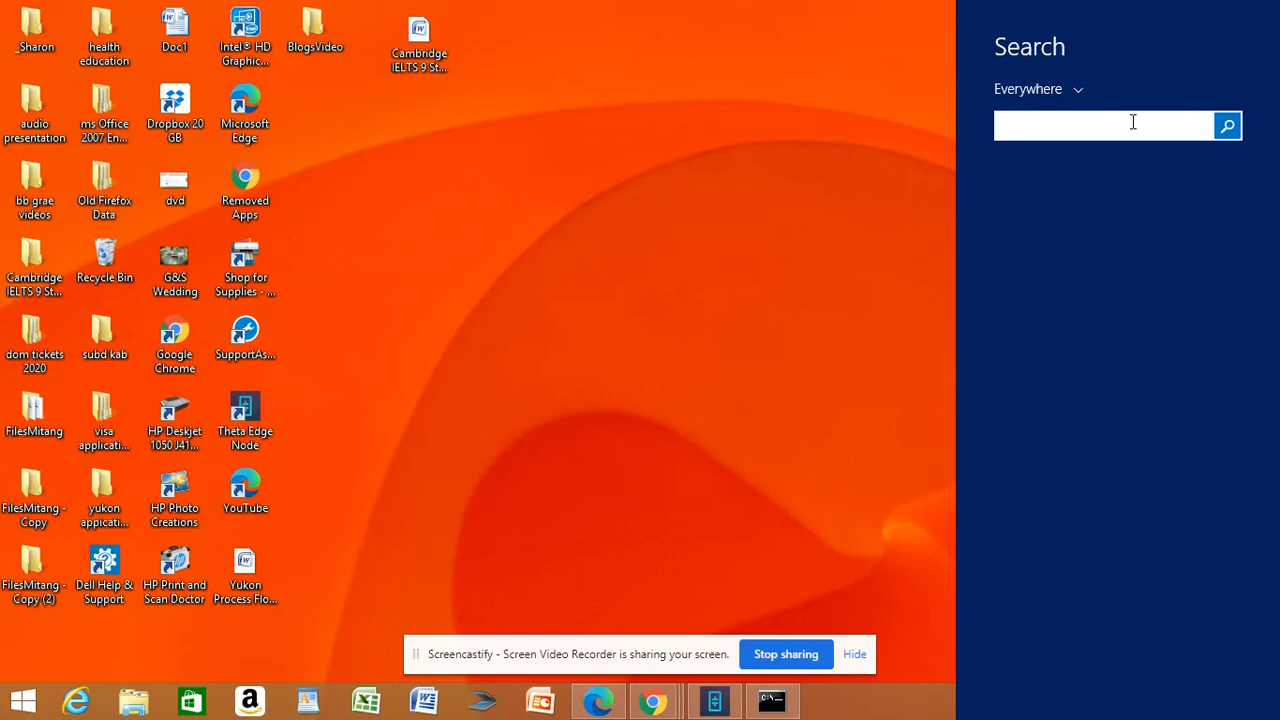 _Sharon
health
education
Doc1
Intel® HD
Graphic...
BlogsVideo
Cambridge
IELTS 9 St...
audio
presentation
ms Office
2007 En...
Dropbox 20
GB
Microsoft
Edge
bb grae
videos
Old Firefox
Data
dvd
Removed
Apps
Cambridge
IELTS 9 St...
Recycle Bin
G&S
Wedding
Shop for
Supplies - ...
dom tickets
2020
subd kab
Google
Chrome
SupportAs...
FilesMitang
visa
applicati...
HP Deskjet
1050 J41...
Theta Edge
Node
FilesMitang -
Copy
yukon
appicati...
HP Photo
Creations
YouTube
FilesMitang -
Copy (2)
Dell Help &
Support
HP Print and
Scan Doctor
Yukon
Process Flo...
Search
Everywhere
Screencastify - Screen Video Recorder is sharing your screen.
Stop sharing
Hide